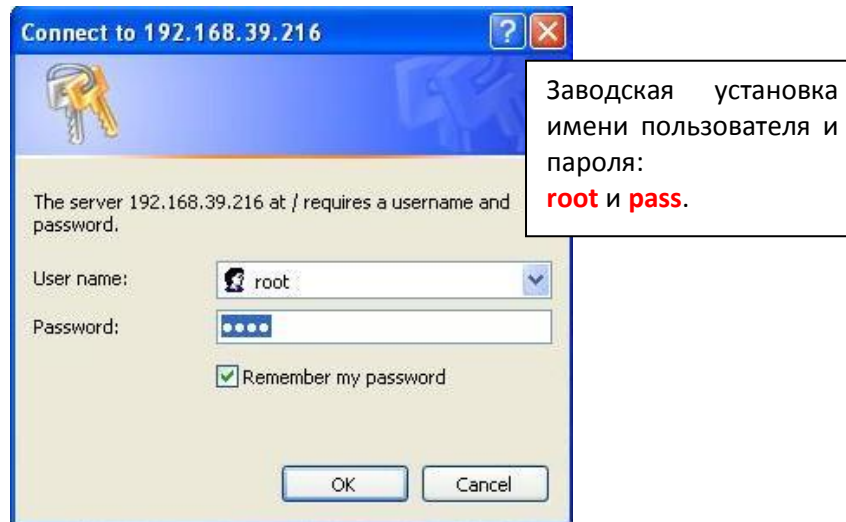 Connect to 192.168.39.216
Заводская установка
имени пользователя и
пароля:
root и pass.
The server 192.168.39.216 at / requires a username and
password.
User name:
root
Password:
••••
Remember my password
OK
Cancel